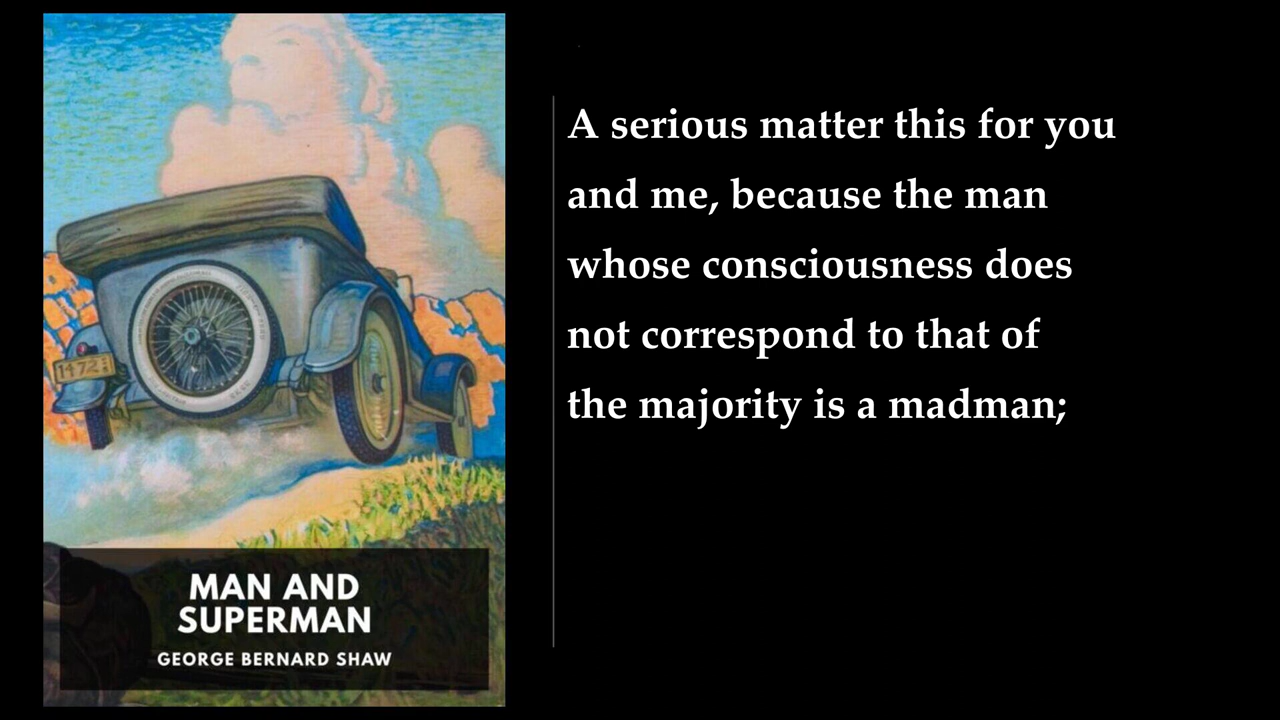 A serious matter this for you
and me, because the man
whose consciousness does
not correspond to that of
the majority is a madman;
1472
MAN AND
SUPERMAN
GEORGE BERNARD SHAW